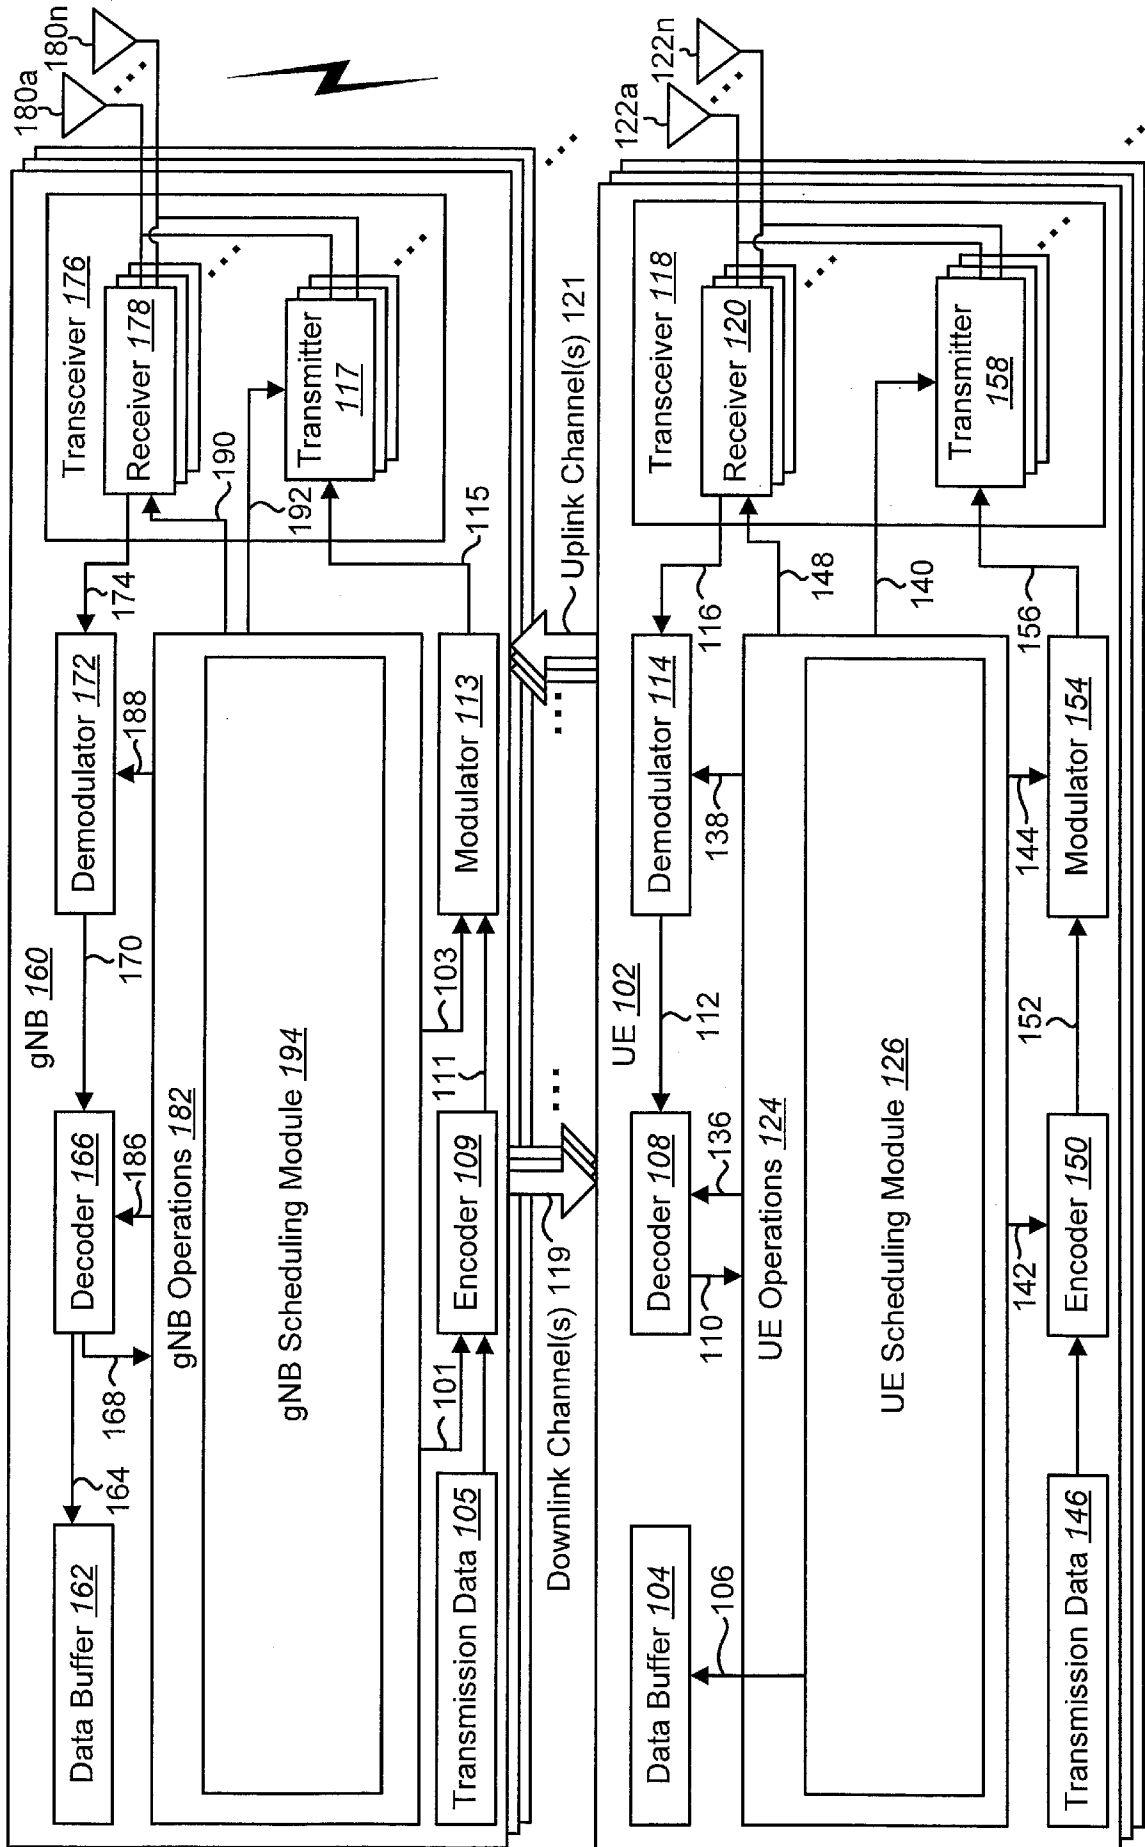 180a
180n
gNB 160
Transceiver 176
Receiver 178
Transmitter
117
190
192
174
115
Demodulator 172
188
170
Decoder 166
186
168
164
Data Buffer 162
gNB Operations 182
gNB Scheduling Module 194
Modulator 113
103
111
Encoder 109
101
Transmission Data 105
Uplink Channel(s) 121
Downlink Channel(s) 119
122a
122n
UE 102
Transceiver 118
Receiver 120
Transmitter
158
116
148
140
156
Demodulator 114
138
112
Decoder 108
136
110
Data Buffer 104
106
UE Operations 124
UE Scheduling Module 126
Modulator 154
144
152
Encoder 150
142
Transmission Data 146